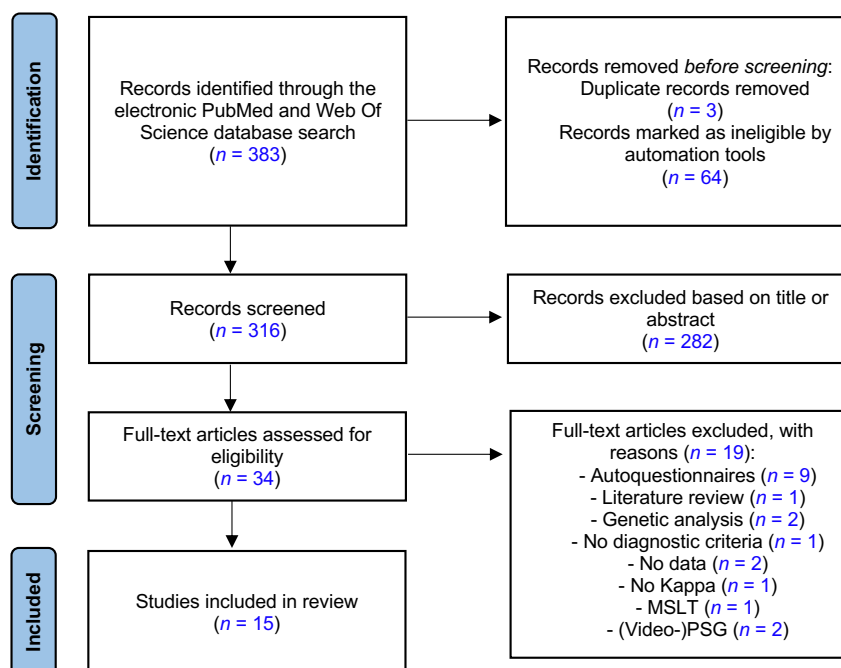 Identification
Records identified through the
electronic PubMed and Web Of
Science database search
(n = 383)
Records removed before screening:
Duplicate records removed
(n = 3)
Records marked as ineligible by
automation tools
(n = 64)
Screening
Records screened
(n = 316)
Records excluded based on title or
abstract
(n = 282)
Full-text articles assessed for
eligibility
(n = 34)
Full-text articles excluded, with
reasons (n = 19):
- Autoquestionnaires (n = 9)
- Literature review (n = 1)
- Genetic analysis (n = 2)
- No diagnostic criteria (n = 1)
- No data (n = 2)
- No Kappa (n = 1)
- MSLT (n = 1)
- (Video-)PSG (n = 2)
Included
Studies included in review
(n = 15)